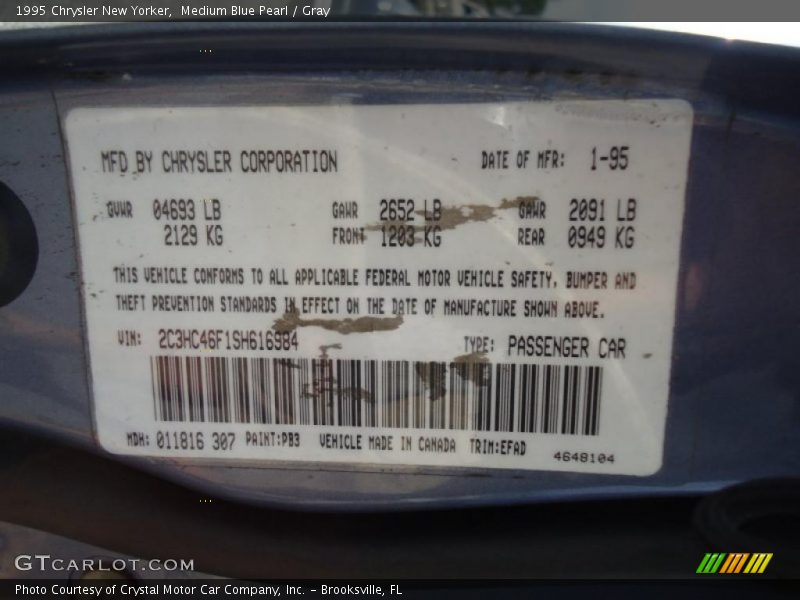 1995 Chrysler New Yorker, Medium Blue Pearl / Gray
MFD BY CHRYSLER CORPORATION DATE OF MFR: 1-95
GVWR 04693 LB GAWR 2652 LB GAWR 2091 LB
2129 KG FRONT 1203 KG REAR 0949 KG
THIS VEHICLE CONFORMS TO ALL APPLICABLE FEDERAL MOTOR VEHICLE SAFETY, BUMPER AND
THEFT PREVENTION STANDARDS IN EFFECT ON THE DATE OF MANUFACTURE SHOWN ABOVE.
VIN: 2C3HC46F1SH616984 TYPE: PASSENGER CAR
MDH: 011816 307 PAINT:PB3 VEHICLE MADE IN CANADA TRIM:EFAD
4648104
GTCARLOT.COM
Photo Courtesy of Crystal Motor Car Company, Inc. - Brooksville, FL